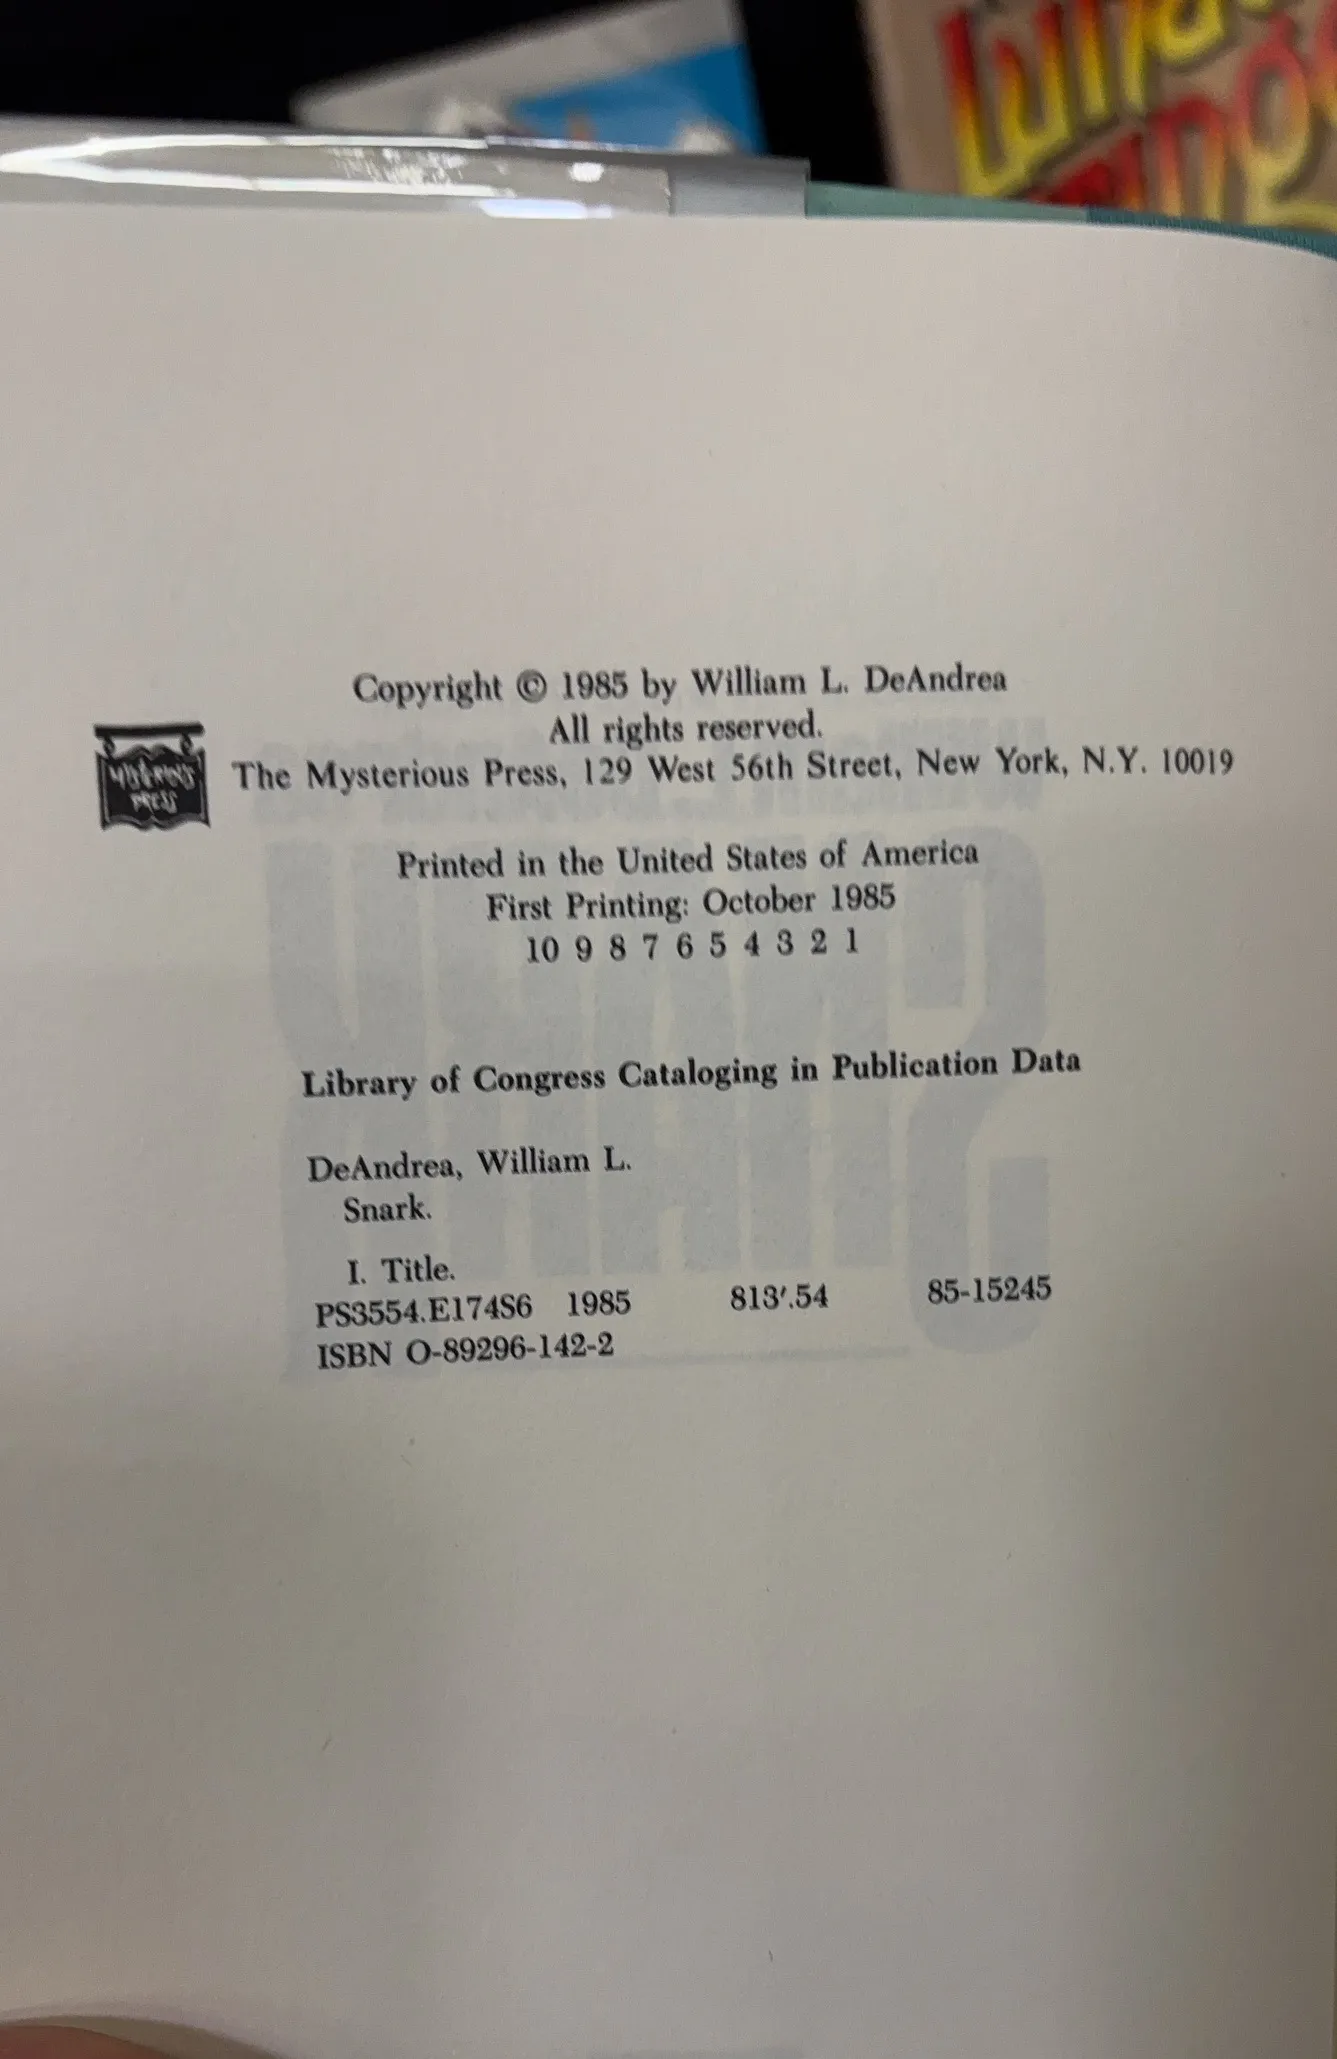 Copyright © 1985 by William L. DeAndrea
All rights reserved.
MYSTERIOUS
PRESS
The Mysterious Press, 129 West 56th Street, New York, N.Y. 10019
Printed in the United States of America
First Printing: October 1985
10 9 8 7 6 5 4 3 2 1
Library of Congress Cataloging in Publication Data
DeAndrea, William L.
Snark.
I. Title.
PS3554.E174S6 1985 813′.54 85-15245
ISBN O-89296-142-2